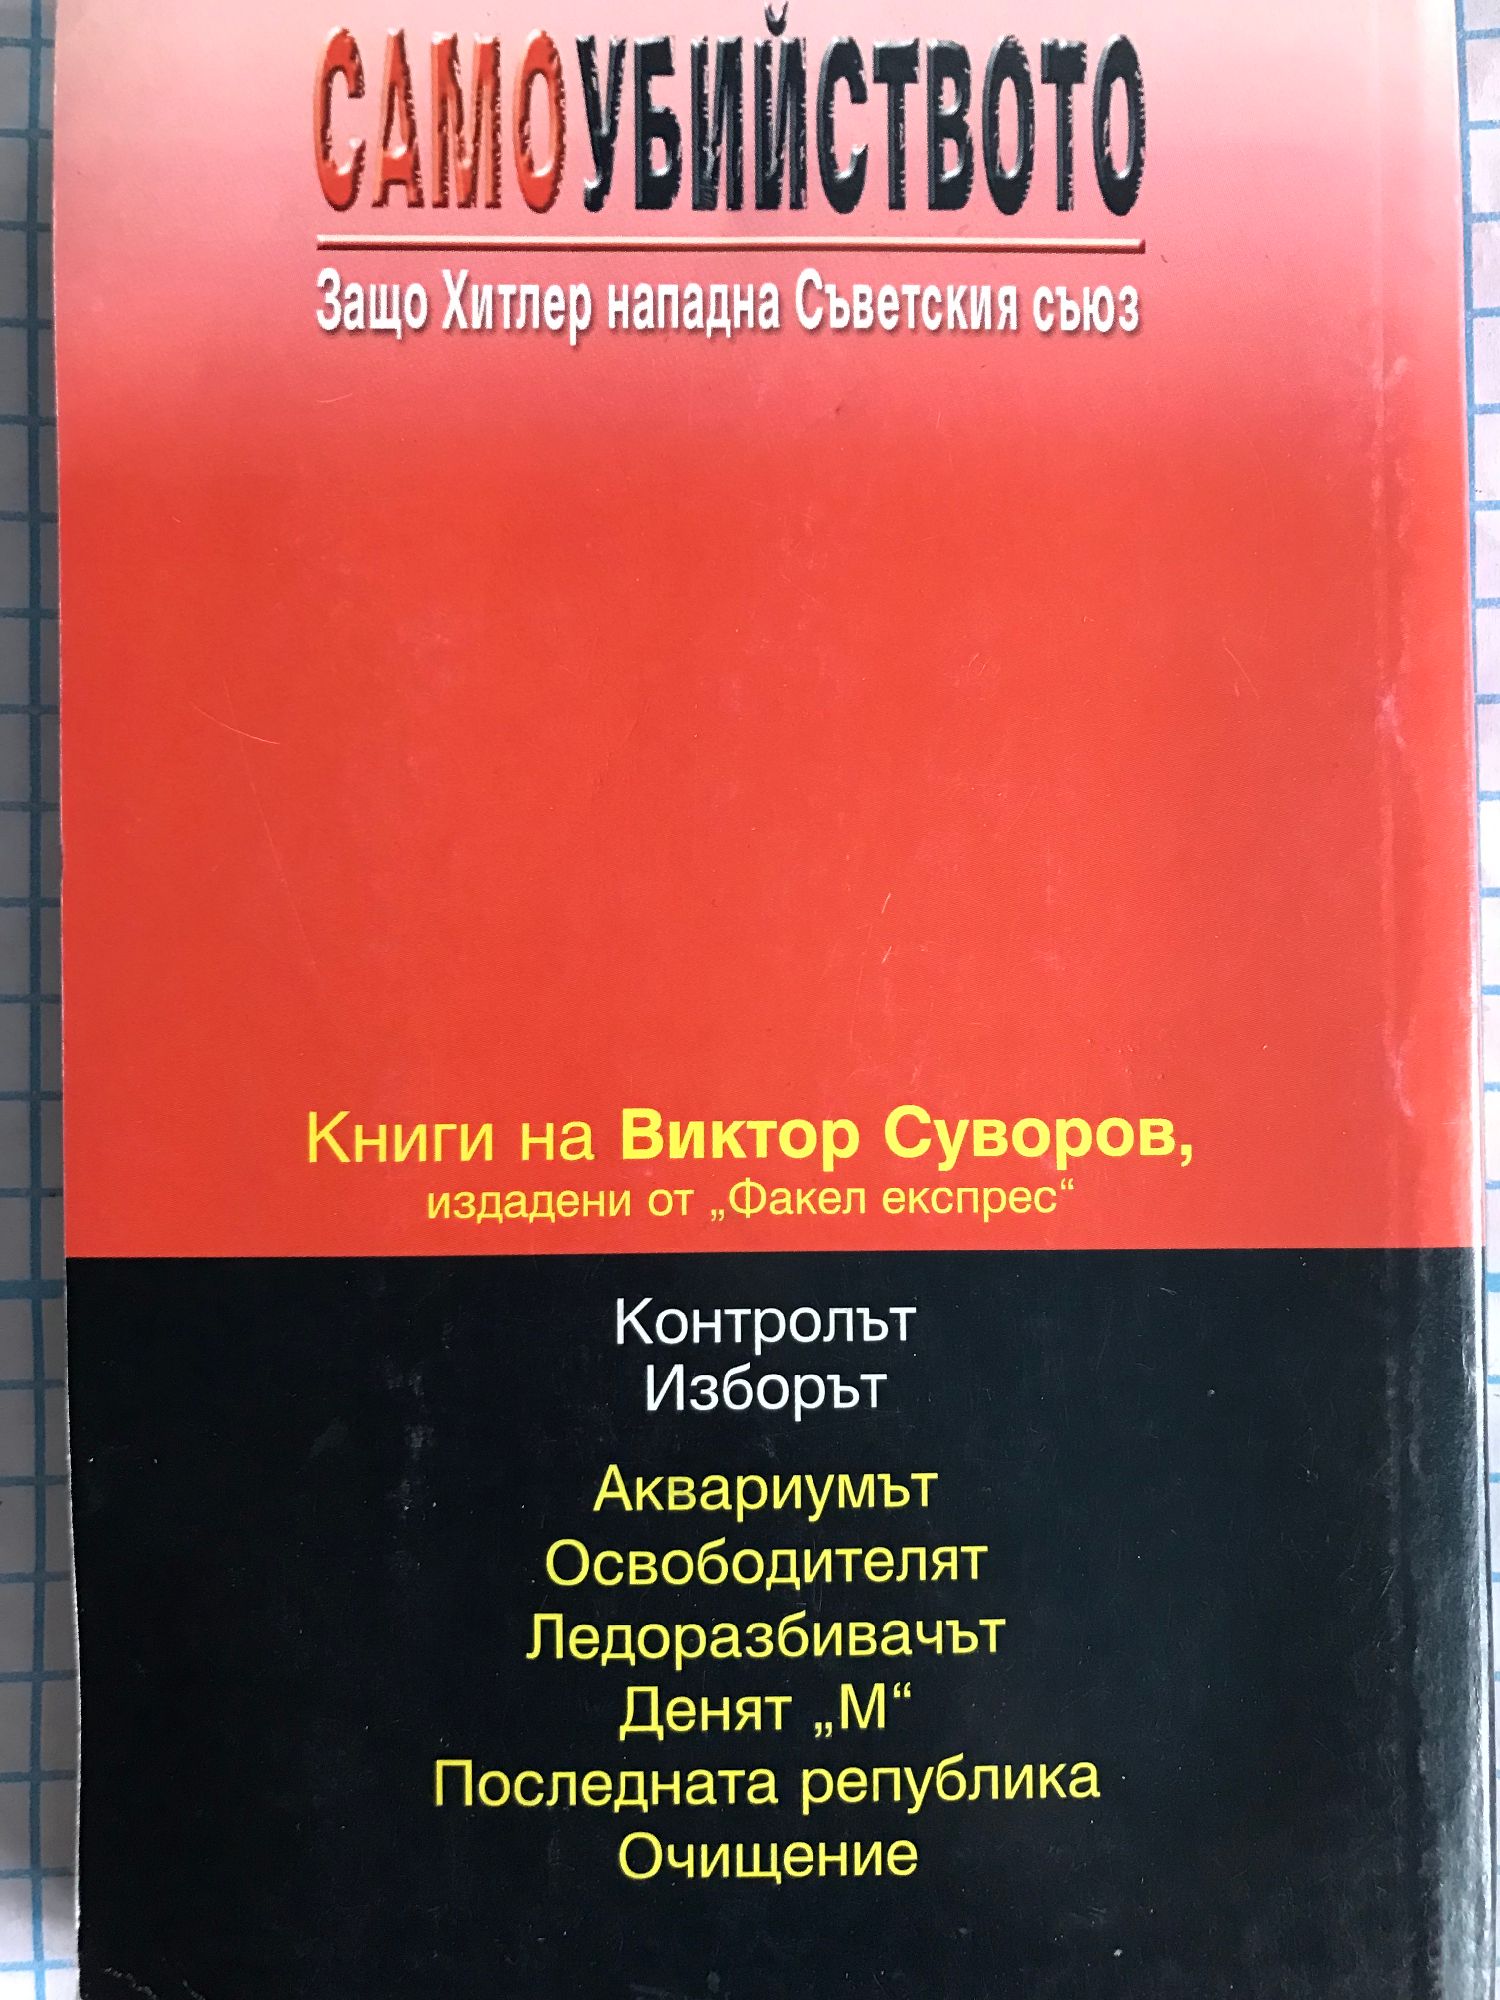 САМОУБИЙСТВОТО
Защо Хитлер нападна Съветския съюз
Книги на Виктор Суворов,
издадени от „Факел експрес“
Контролът
Изборът
Аквариумът
Освободителят
Ледоразбивачът
Денят „М“
Последната република
Очищение